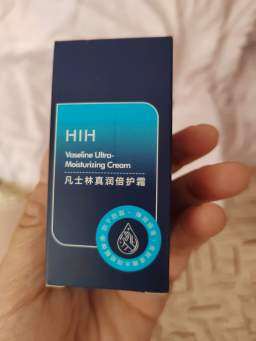 HIH
Vaseline Ultra-
Moisturizing Cream
凡士林真润倍护霜